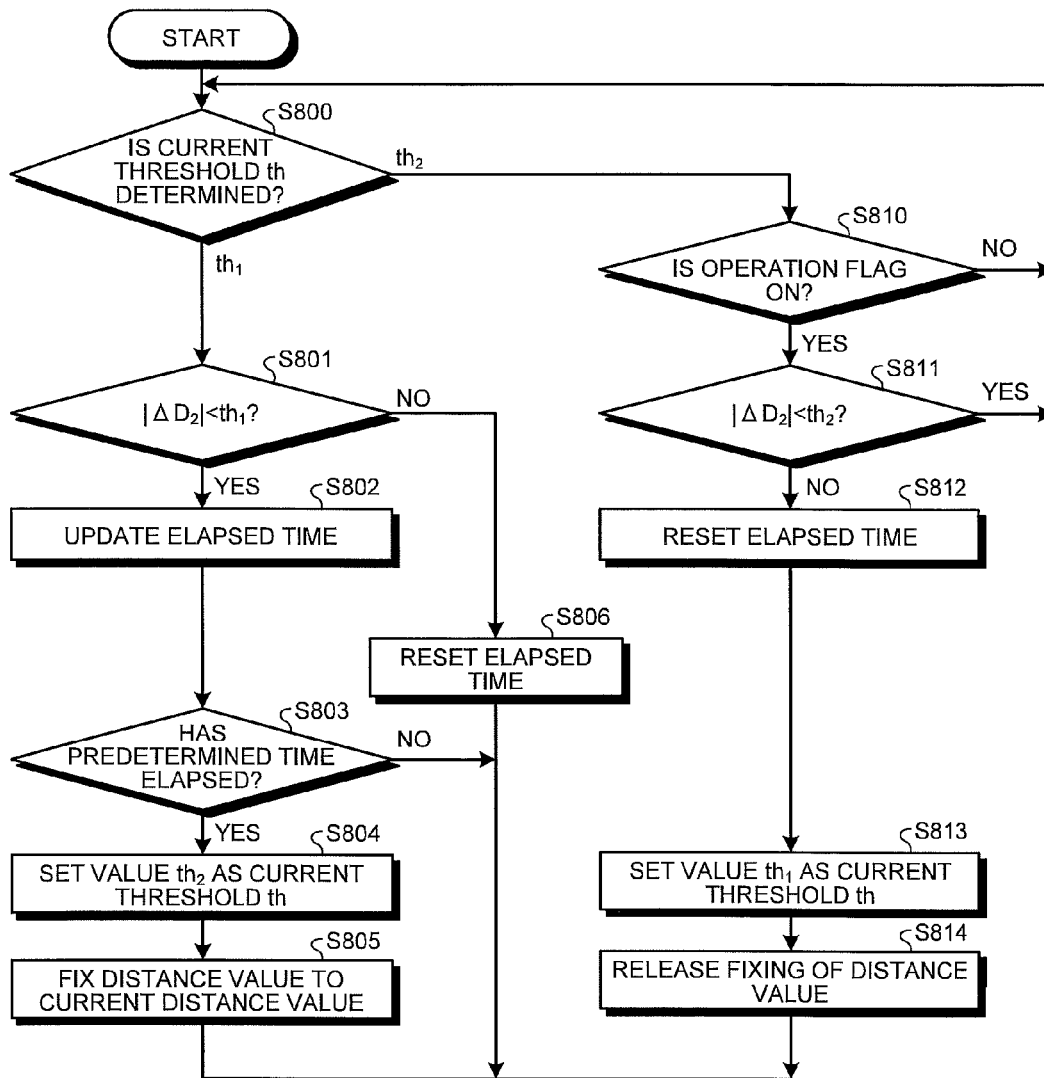 START
S800
IS CURRENT
THRESHOLD th
DETERMINED?
th₂
th₁
S810
IS OPERATION FLAG
ON?
NO
YES
S801
|Δ D₂|<th₁?
NO
YES
S811
|Δ D₂|<th₂?
YES
NO
S802
UPDATE ELAPSED TIME
S812
RESET ELAPSED TIME
S806
RESET ELAPSED
TIME
S803
HAS
PREDETERMINED TIME
ELAPSED?
NO
YES
S804
SET VALUE th₂ AS CURRENT
THRESHOLD th
S813
SET VALUE th₁ AS CURRENT
THRESHOLD th
S805
FIX DISTANCE VALUE TO
CURRENT DISTANCE VALUE
S814
RELEASE FIXING OF DISTANCE
VALUE